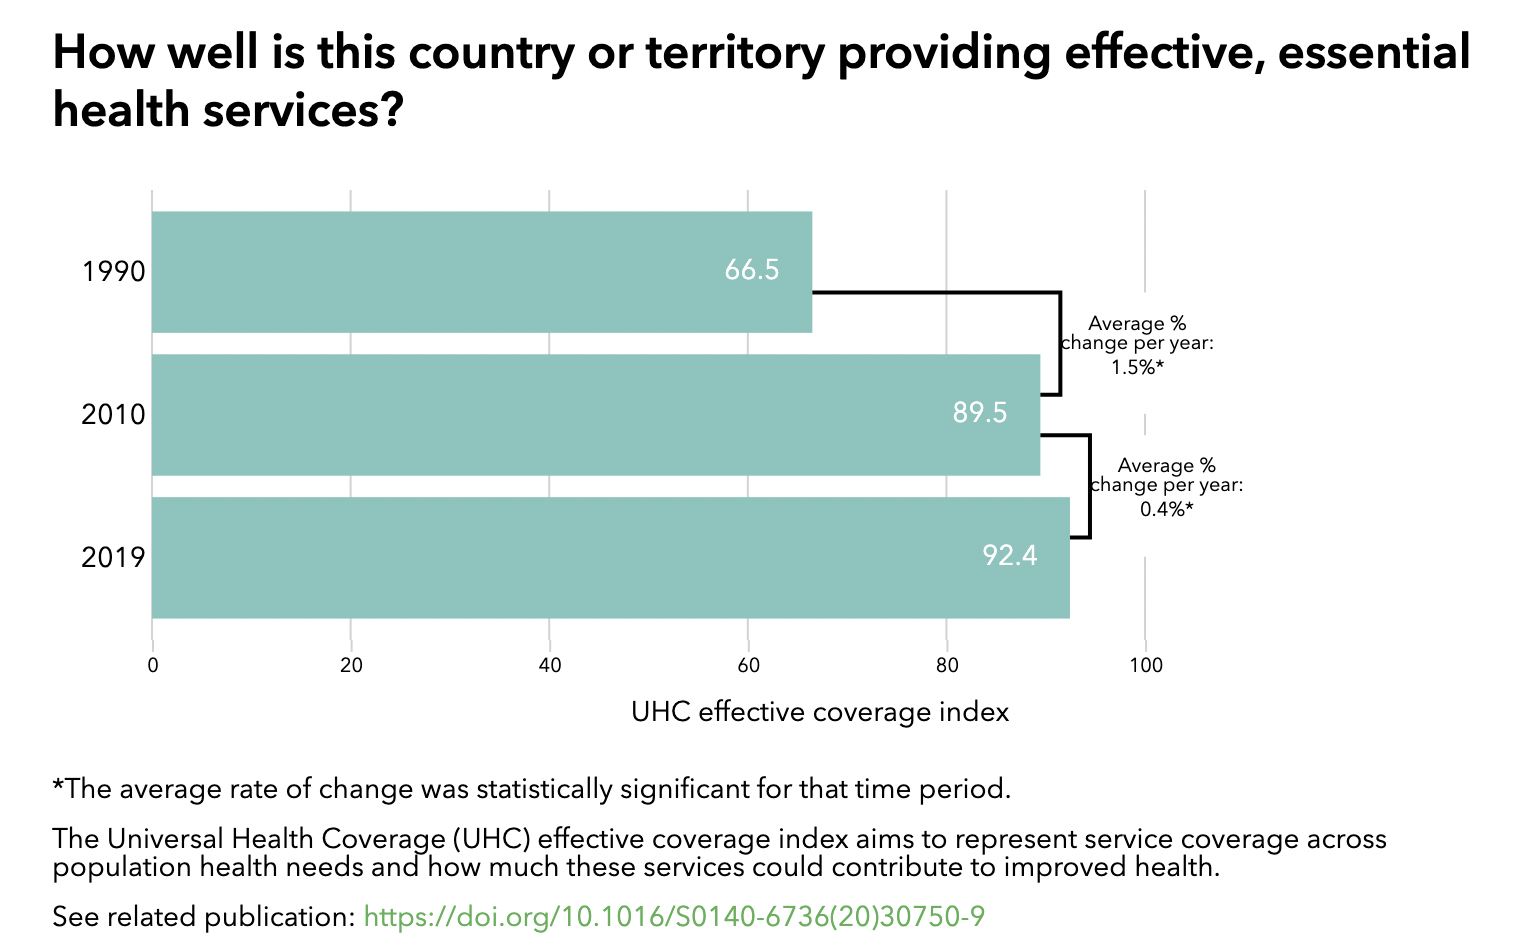 How well is this country or territory providing effective, essential
health services?
1990
66.5
Average %
change per year:
1.5%*
2010
89.5
Average %
change per year:
0.4%*
2019
92.4
0 20 40 60 80 100
UHC effective coverage index
*The average rate of change was statistically significant for that time period.
The Universal Health Coverage (UHC) effective coverage index aims to represent service coverage across
population health needs and how much these services could contribute to improved health.
See related publication: https://doi.org/10.1016/S0140-6736(20)30750-9